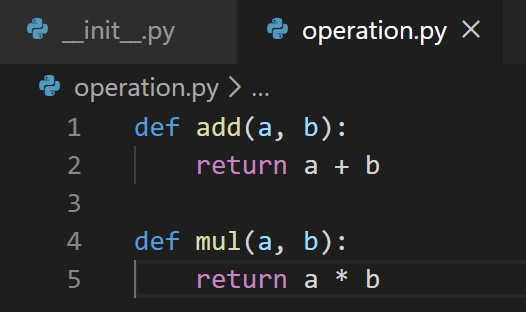 __init__.py operation.py ×
operation.py > ...
1 def add(a, b):
2     return a + b
3
4 def mul(a, b):
5     return a * b